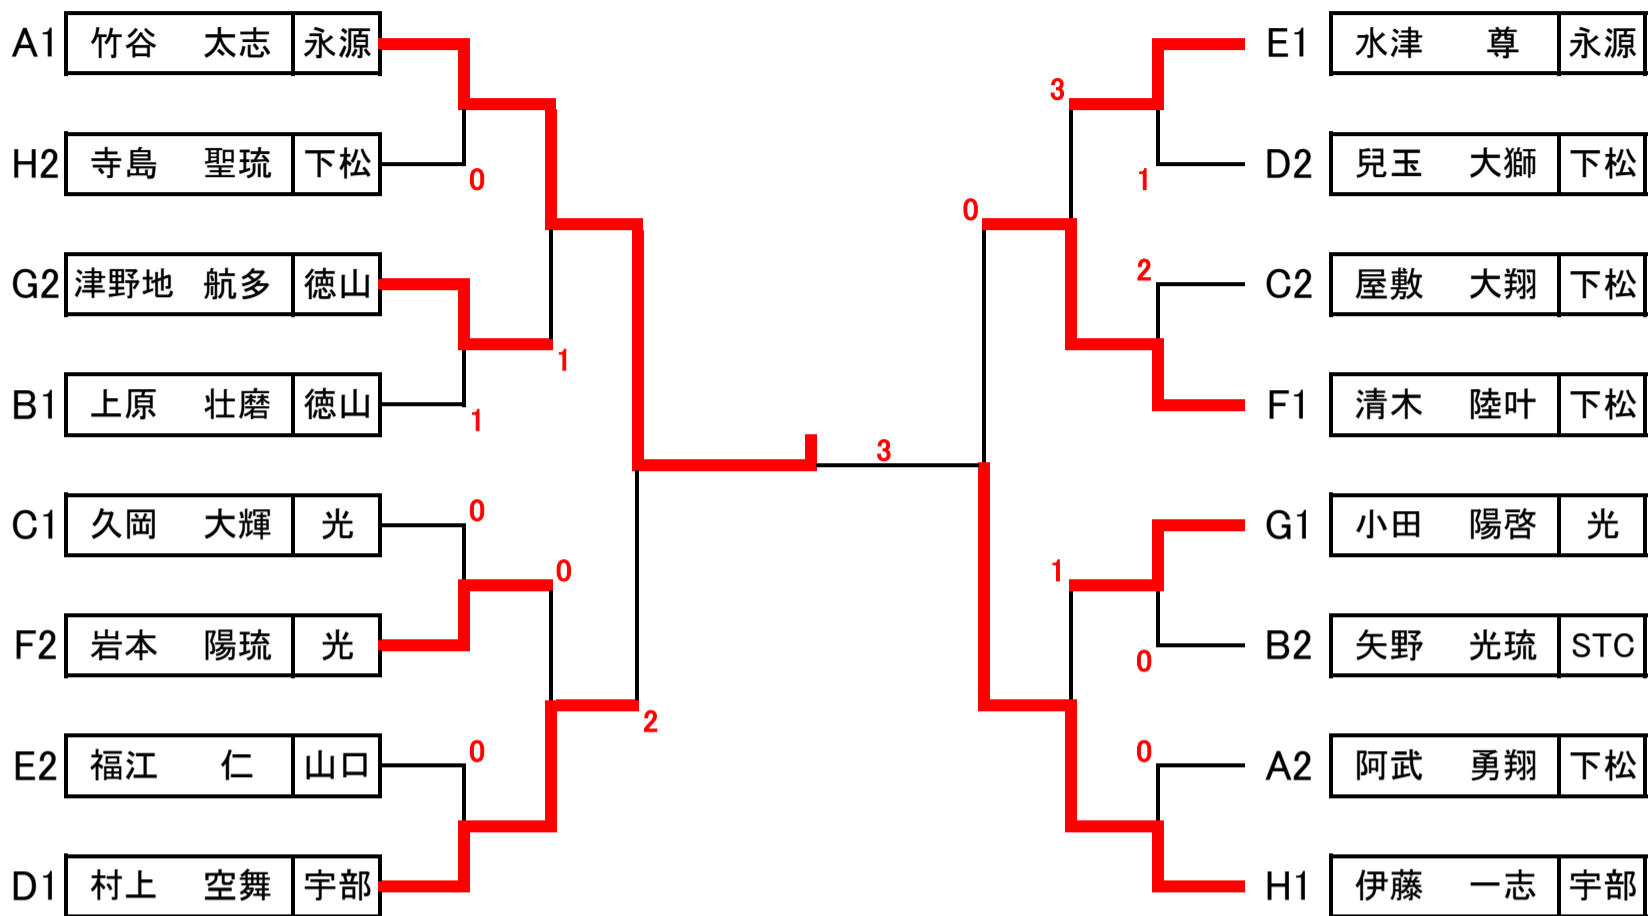 A1 竹谷 太志 永源
H2 寺島 聖琉 下松
0
G2 津野地 航多 徳山
1
B1 上原 壮磨 徳山
1
C1 久岡 大輝 光
0
0
F2 岩本 陽琉 光
E2 福江 仁 山口
0
2
D1 村上 空舞 宇部
3
E1 水津 尊 永源
3
D2 兒玉 大獅 下松
1
0
C2 屋敷 大翔 下松
2
F1 清木 陸叶 下松
G1 小田 陽啓 光
1
B2 矢野 光琉 STC
0
A2 阿武 勇翔 下松
0
H1 伊藤 一志 宇部